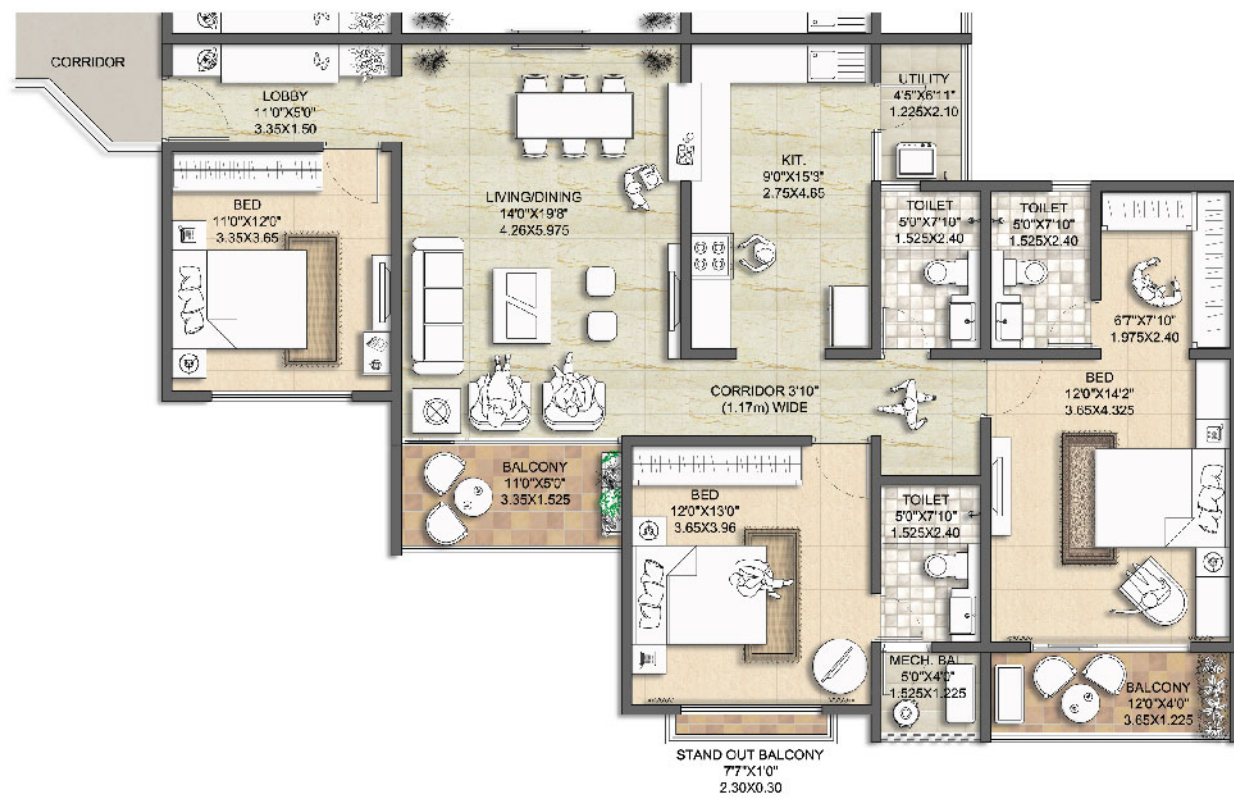 CORRIDOR
LOBBY
11'0"X5'0"
3.35X1.50
UTILITY
4'5"X6'11"
1.225X2.10
KIT.
9'0"X15'3"
2.75X4.65
LIVING/DINING
14'0"X19'8"
4.26X5.975
BED
11'0"X12'0"
3.35X3.65
TOILET
5'0"X7'10"
1.525X2.40
TOILET
5'0"X7'10"
1.525X2.40
6'7"X7'10"
1.975X2.40
CORRIDOR 3'10"
(1.17m) WIDE
BED
12'0"X14'2"
3.65X4.325
BALCONY
11'0"X5'0"
3.35X1.525
BED
12'0"X13'0"
3.65X3.96
TOILET
5'0"X7'10"
1.525X2.40
MECH. BAL
5'0"X4'0"
1.525X1.225
BALCONY
12'0"X4'0"
3.65X1.225
STAND OUT BALCONY
7'7"X1'0"
2.30X0.30